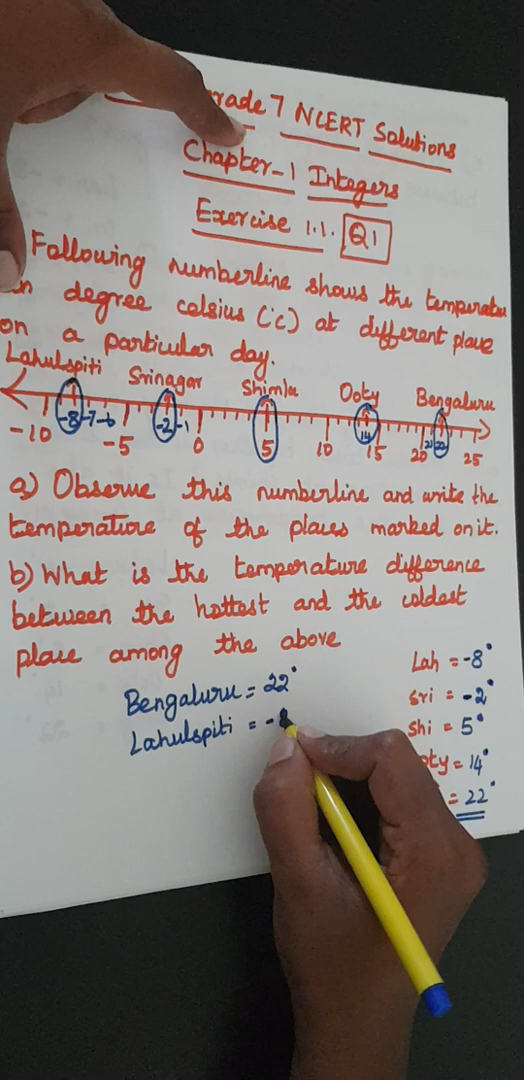 rade 7 NCERT Solutions
Chapter-1 Integers
Exercise 1.1. Q1
Following numberline shows the temperatu
in degree celsius (°c) at different place
on a particular day.
Lahulspiti Srinagar Shimla Ooty Bengaluru
-8 -7 -6 -2 -1 14 21 22
-10 -5 0 5 10 15 20 25
a) Observe this numberline and write the
temperature of the places marked on it.
b) What is the temperature difference
between the hottest and the coldest
place among the above
Lah = -8°
Bengaluru = 22° Sri = -2°
Lahulspiti = - Shi = 5°
oty = 14°
= 22°